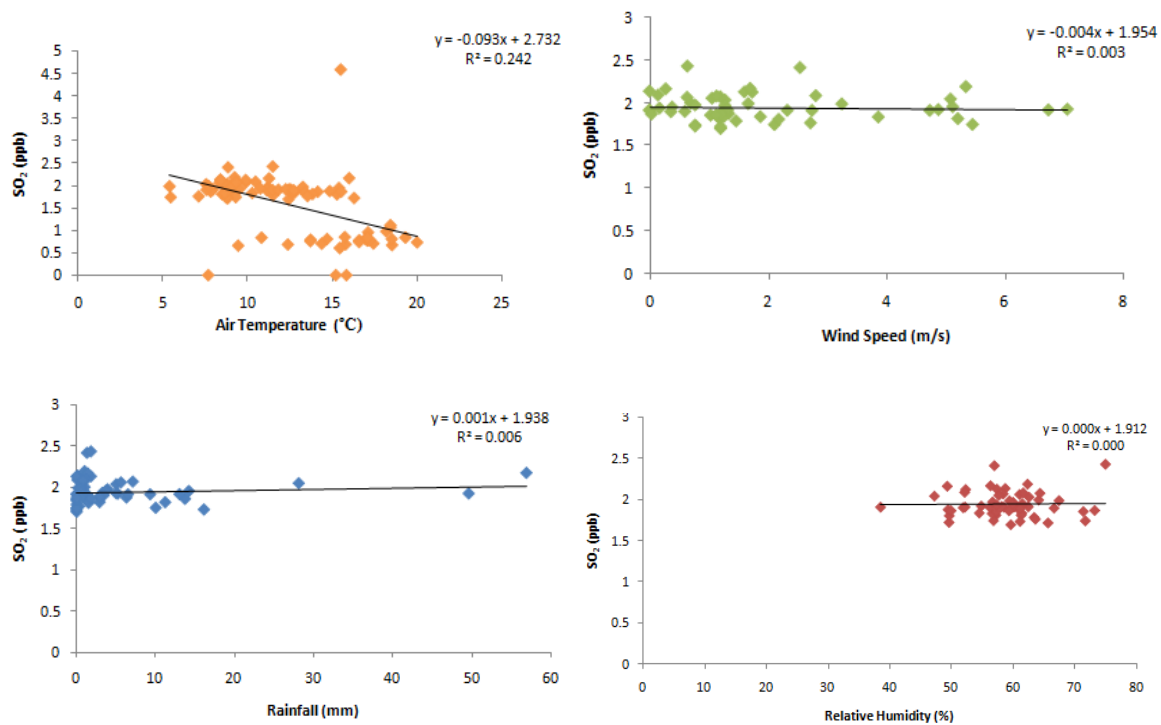 y = -0.093x + 2.732
R² = 0.242
5
4.5
4
3.5
3
2.5
2
1.5
1
0.5
0
SO₂ (ppb)
0 5 10 15 20 25
Air Temperature (°C)
y = -0.004x + 1.954
R² = 0.003
3
2.5
2
1.5
1
0.5
0
SO₂ (ppb)
0 2 4 6 8
Wind Speed (m/s)
y = 0.001x + 1.938
R² = 0.006
3
2.5
2
1.5
1
0.5
0
SO₂ ( ppb)
0 10 20 30 40 50 60
Rainfall (mm)
y = 0.000x + 1.912
R² = 0.000
3
2.5
2
1.5
1
0.5
0
SO₂ (ppb)
0 10 20 30 40 50 60 70 80
Relative Humidity (%)